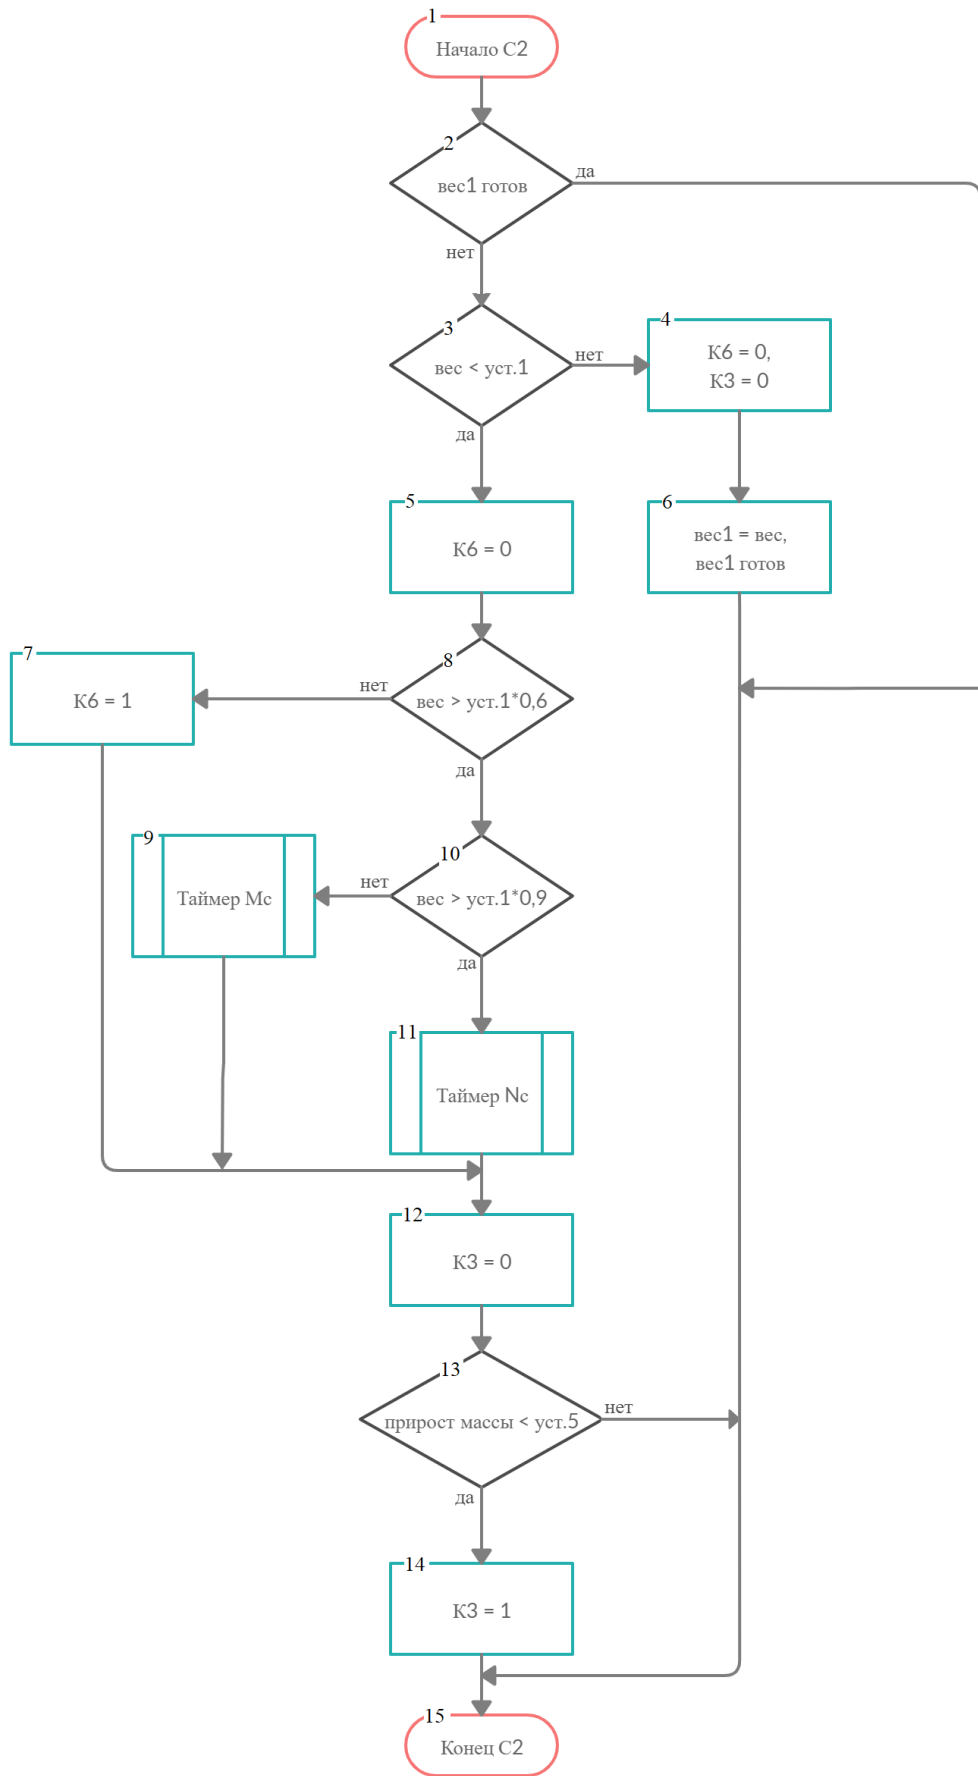 1
Начало С2
2
вес1 готов
да
нет
3
вес < уст.1
нет
да
4
К6 = 0,
К3 = 0
5
К6 = 0
6
вес1 = вес,
вес1 готов
7
К6 = 1
8
вес > уст.1*0,6
нет
да
9
Таймер Мс
10
вес > уст.1*0,9
нет
да
11
Таймер Nс
12
К3 = 0
13
прирост массы < уст.5
нет
да
14
К3 = 1
15
Конец С2